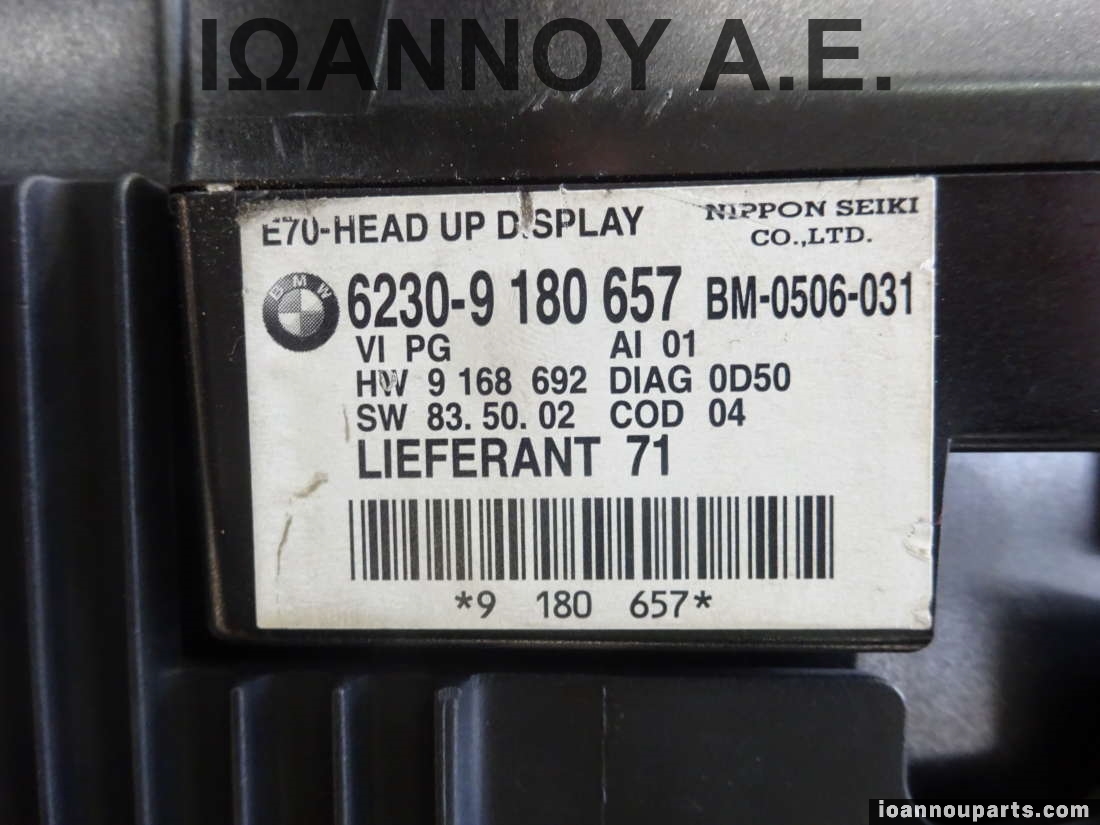 ΙΩΑΝΝΟΥ Α.Ε.
E70-HEAD UP DISPLAY
NIPPON SEIKI CO.,LTD.
BMW
6230-9 180 657 BM-0506-031
VI PG AI 01
HW 9 168 692 DIAG 0D50
SW 83.50.02 COD 04
LIEFERANT 71
*9 180 657*
ioannouparts.com